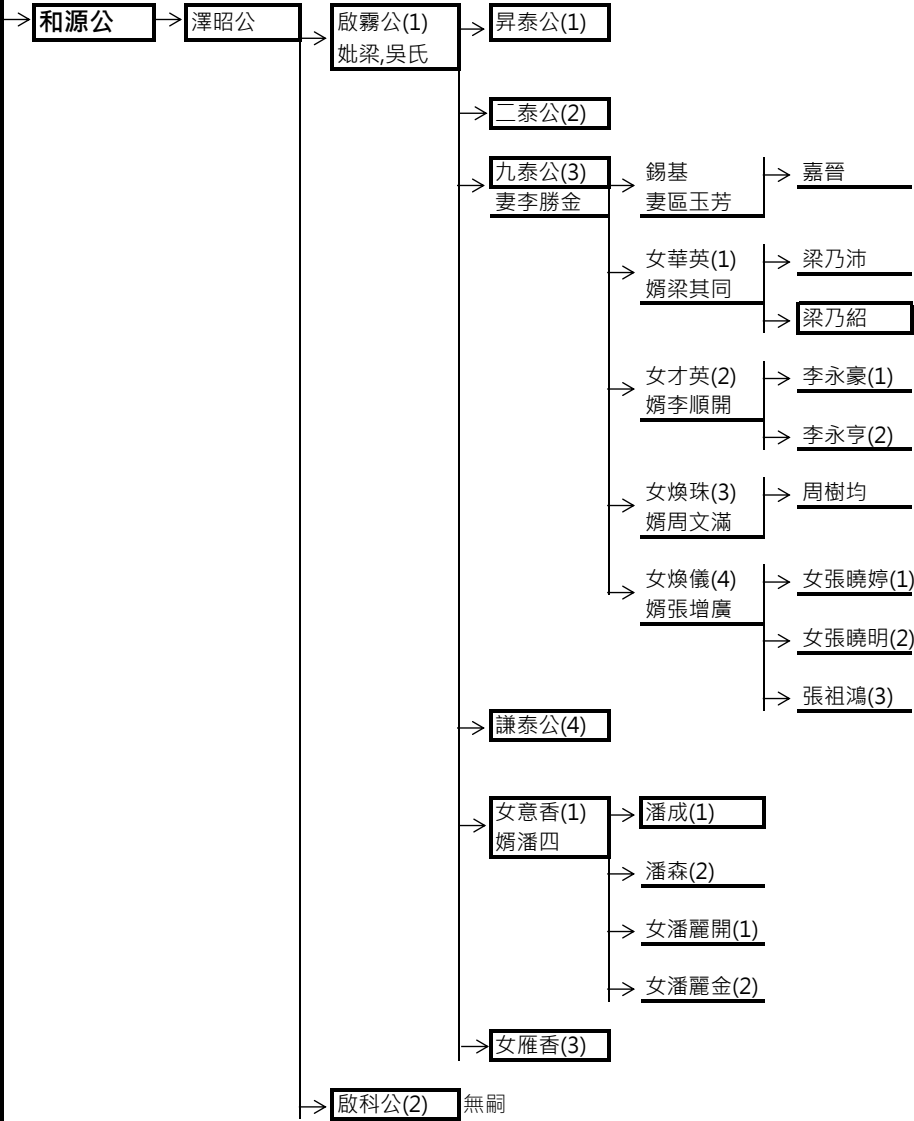 和源公
澤昭公
啟霧公(1)
妣梁,吳氏
昇泰公(1)
二泰公(2)
九泰公(3)
妻李勝金
錫基
妻區玉芳
嘉晉
女華英(1)
婿梁其同
梁乃沛
梁乃紹
女才英(2)
婿李順開
李永豪(1)
李永亨(2)
女煥珠(3)
婿周文滿
周樹均
女煥儀(4)
婿張增廣
女張曉婷(1)
女張曉明(2)
張祖鴻(3)
謙泰公(4)
女意香(1)
婿潘四
潘成(1)
潘森(2)
女潘麗開(1)
女潘麗金(2)
女雁香(3)
啟科公(2) 無嗣